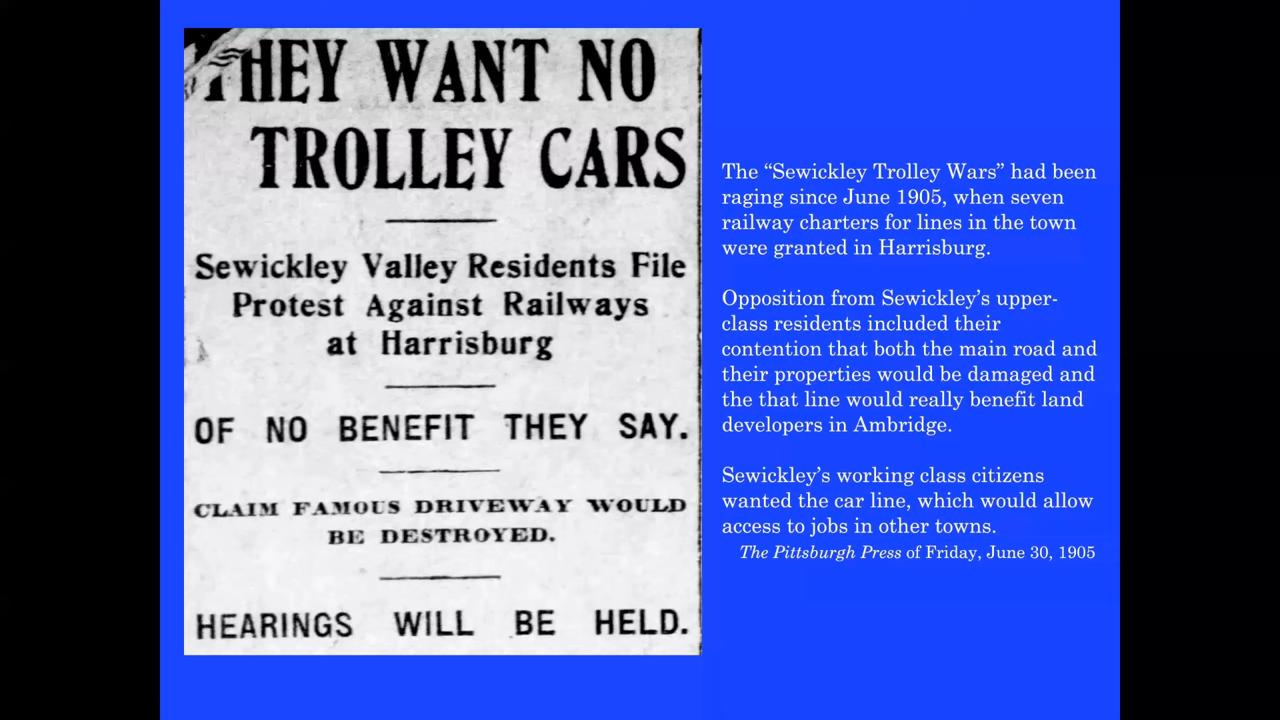 THEY WANT NO
TROLLEY CARS
Sewickley Valley Residents File
Protest Against Railways
at Harrisburg
OF NO BENEFIT THEY SAY.
CLAIM FAMOUS DRIVEWAY WOULD
BE DESTROYED.
HEARINGS WILL BE HELD.
The “Sewickley Trolley Wars” had been
raging since June 1905, when seven
railway charters for lines in the town
were granted in Harrisburg.
Opposition from Sewickley’s upper-
class residents included their
contention that both the main road and
their properties would be damaged and
the that line would really benefit land
developers in Ambridge.
Sewickley’s working class citizens
wanted the car line, which would allow
access to jobs in other towns.
The Pittsburgh Press of Friday, June 30, 1905